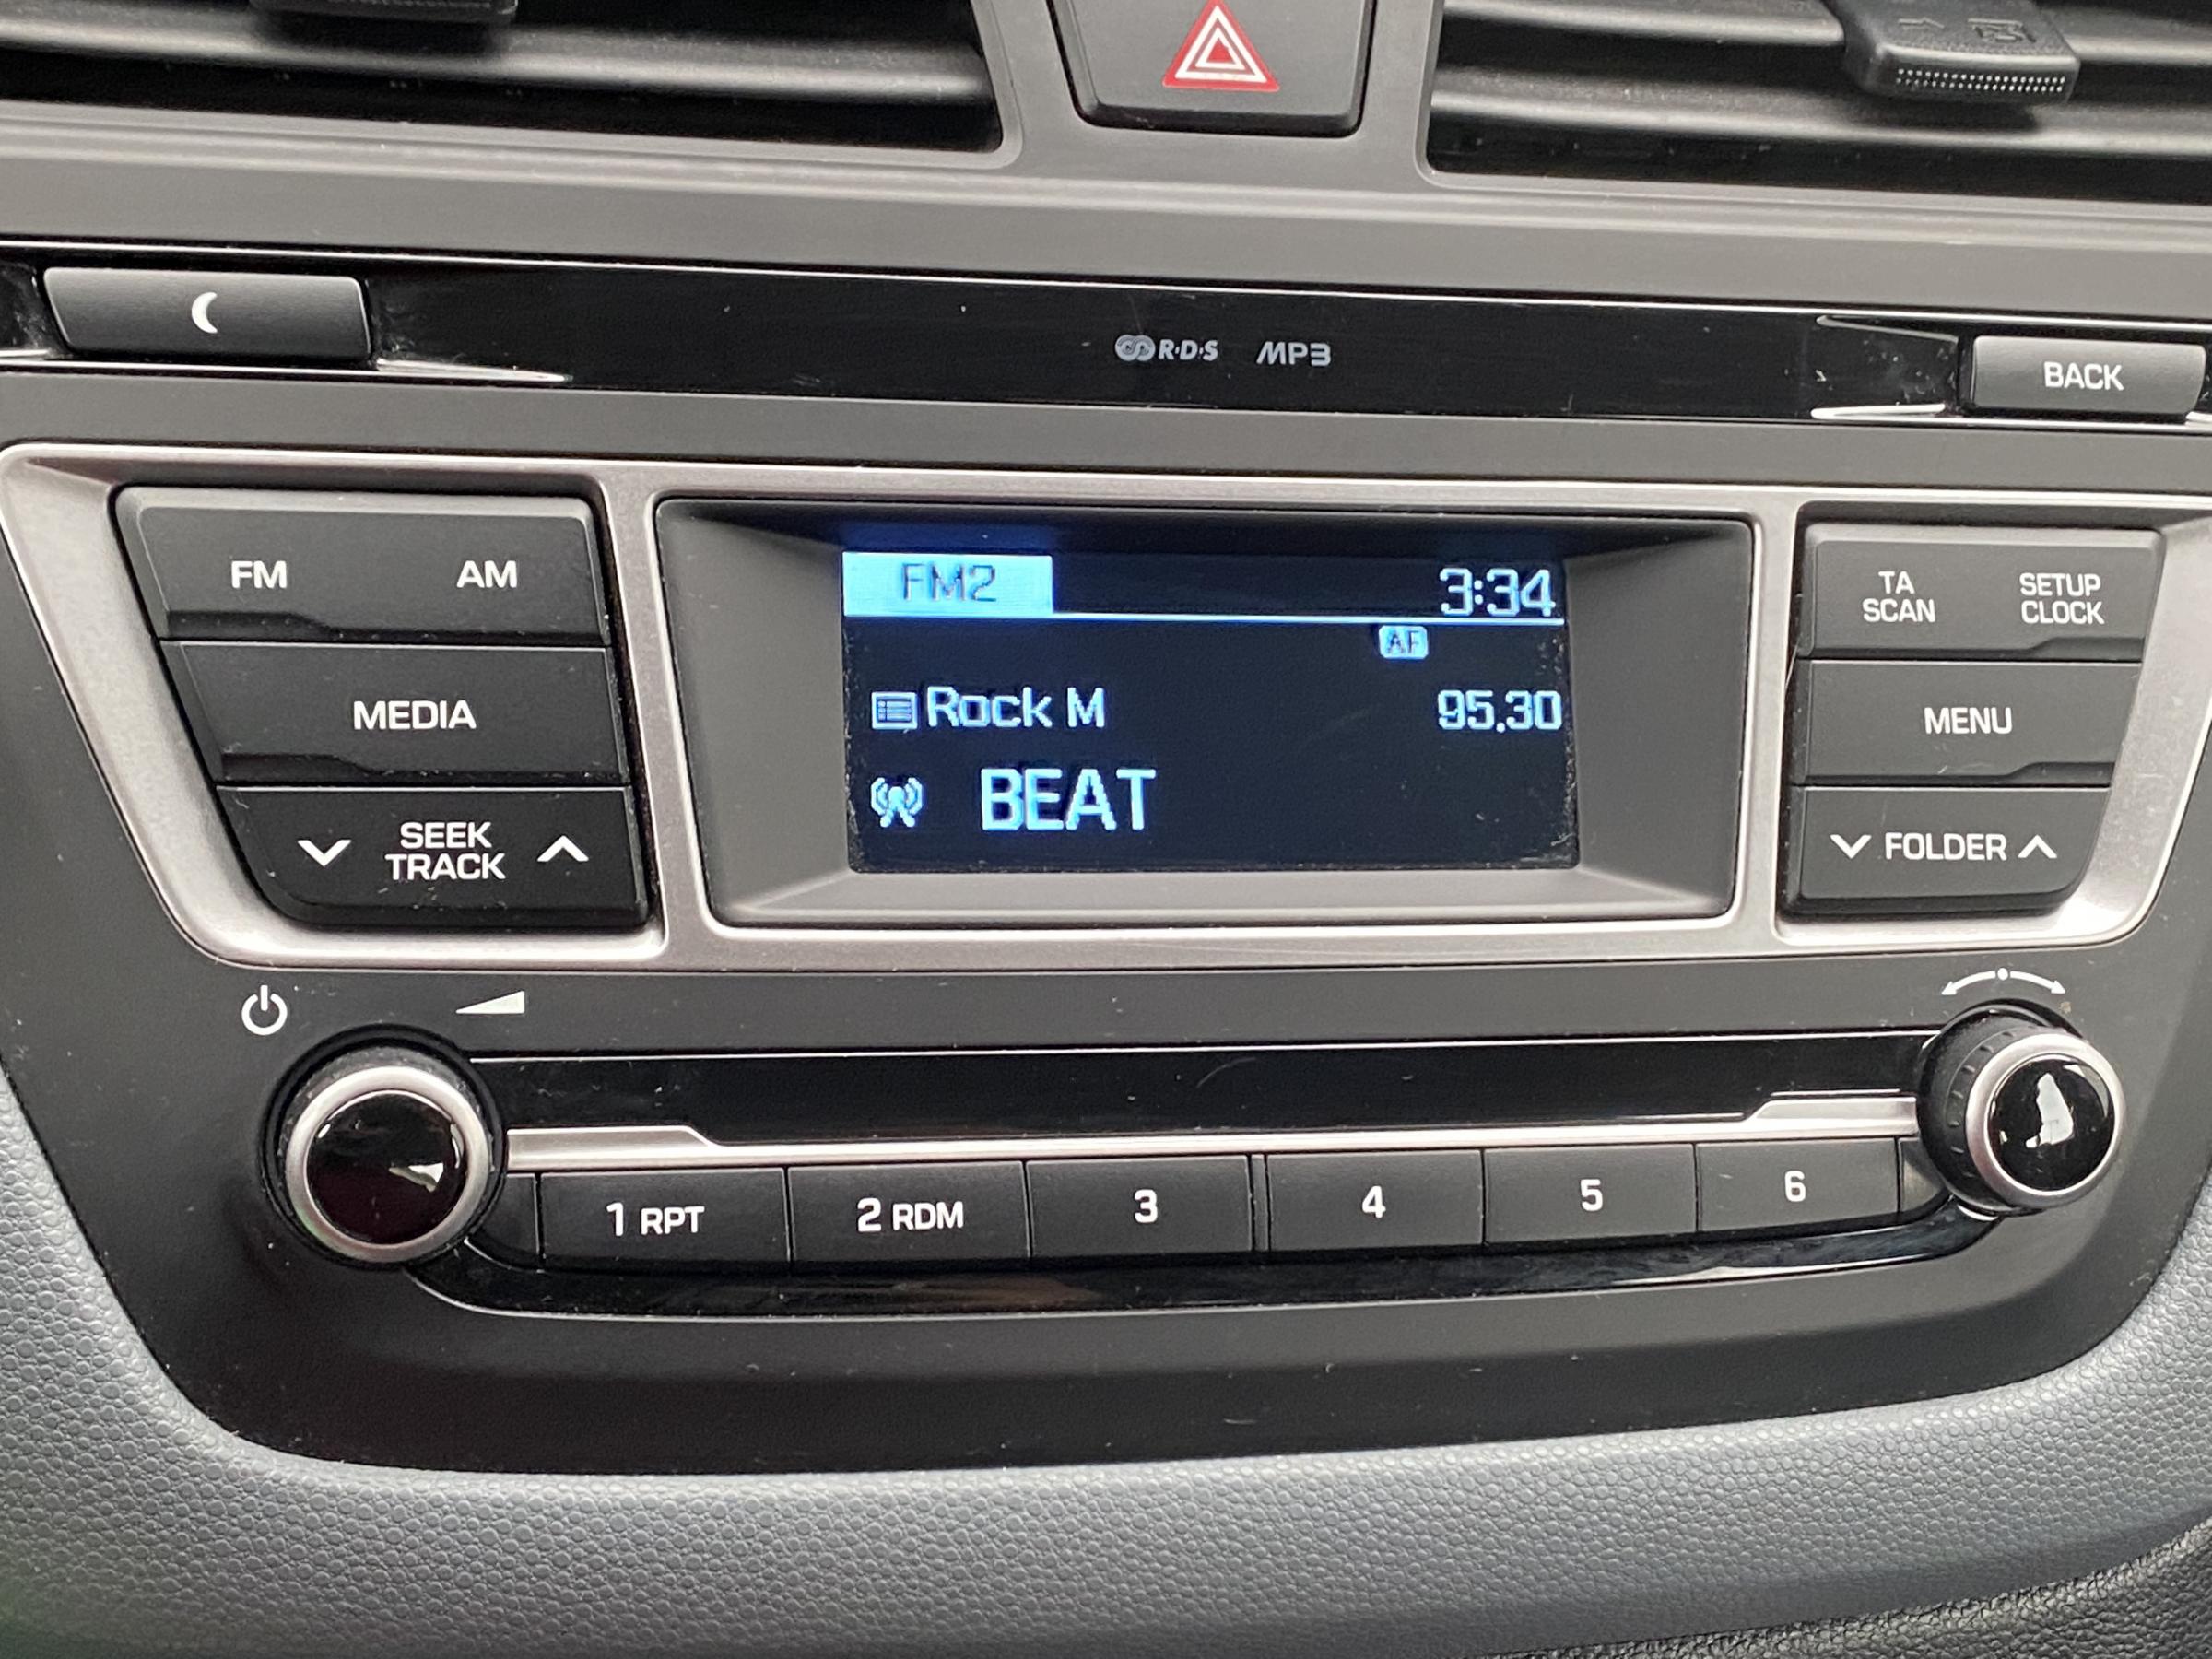 R·D·S MP3
BACK
FM AM
MEDIA
SEEK
TRACK
FM2 3:34
AF
Rock M 95.30
BEAT
TA
SCAN
SETUP
CLOCK
MENU
FOLDER
1 RPT 2 RDM 3 4 5 6